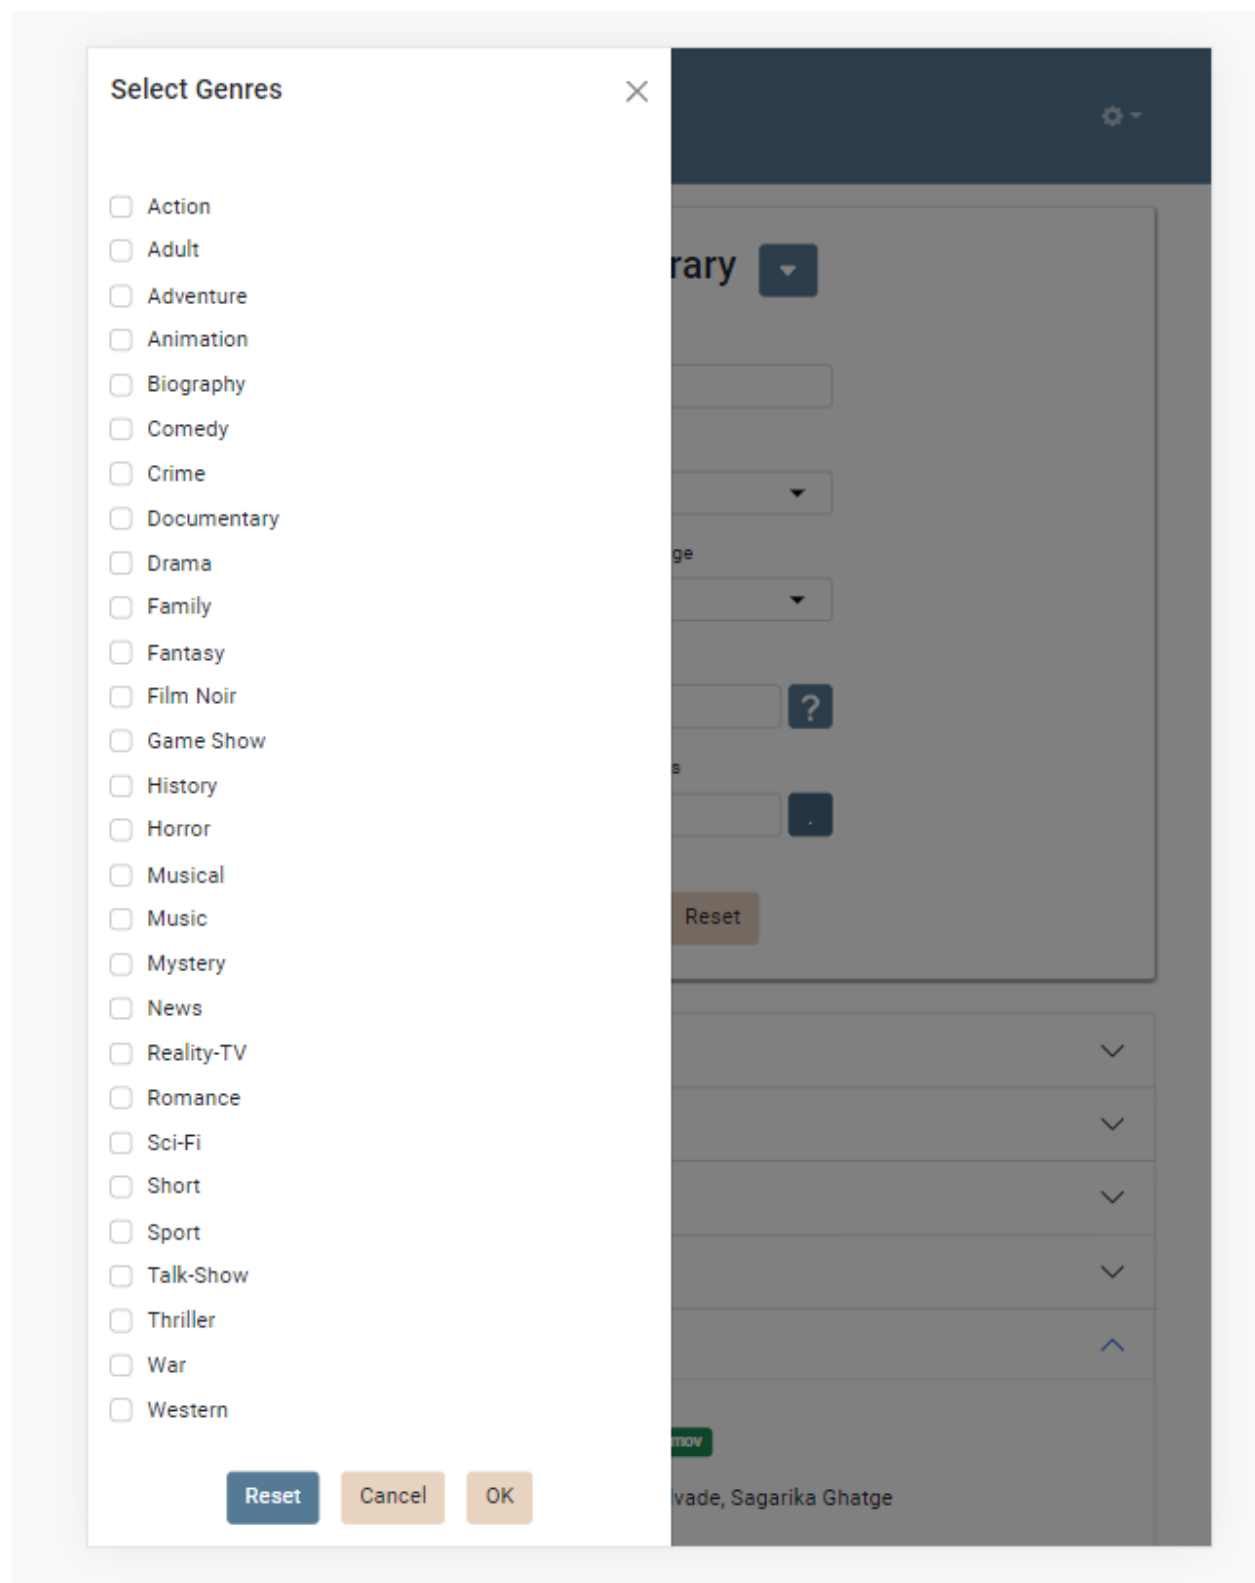 Select Genres
Action
Adult
Adventure
Animation
Biography
Comedy
Crime
Documentary
Drama
Family
Fantasy
Film Noir
Game Show
History
Horror
Musical
Music
Mystery
News
Reality-TV
Romance
Sci-Fi
Short
Sport
Talk-Show
Thriller
War
Western
Reset Cancel OK
rary
ge
?
s
.
Reset
mov
vade, Sagarika Ghatge